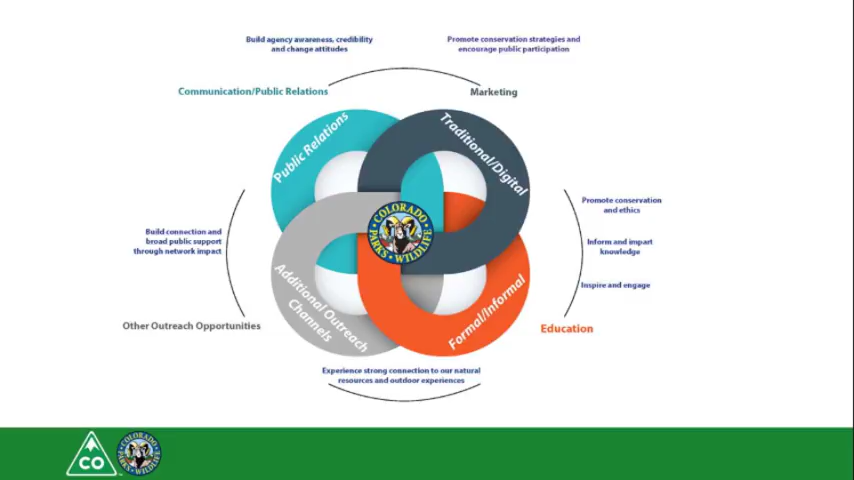 Build agency awareness, credibility
and change attitudes
Promote conservation strategies and
encourage public participation
Communication/Public Relations
Marketing
Public Relations
Traditional/Digital
Promote conservation
and ethics
Build connection and
broad public support
through network impact
COLORADO
PARKS WILDLIFE
Inform and impart
knowledge
Inspire and engage
Additional Outreach
Channels
Formal/Informal
Other Outreach Opportunities
Education
Experience strong connection to our natural
resources and outdoor experiences
CO
COLORADO
PARKS WILDLIFE